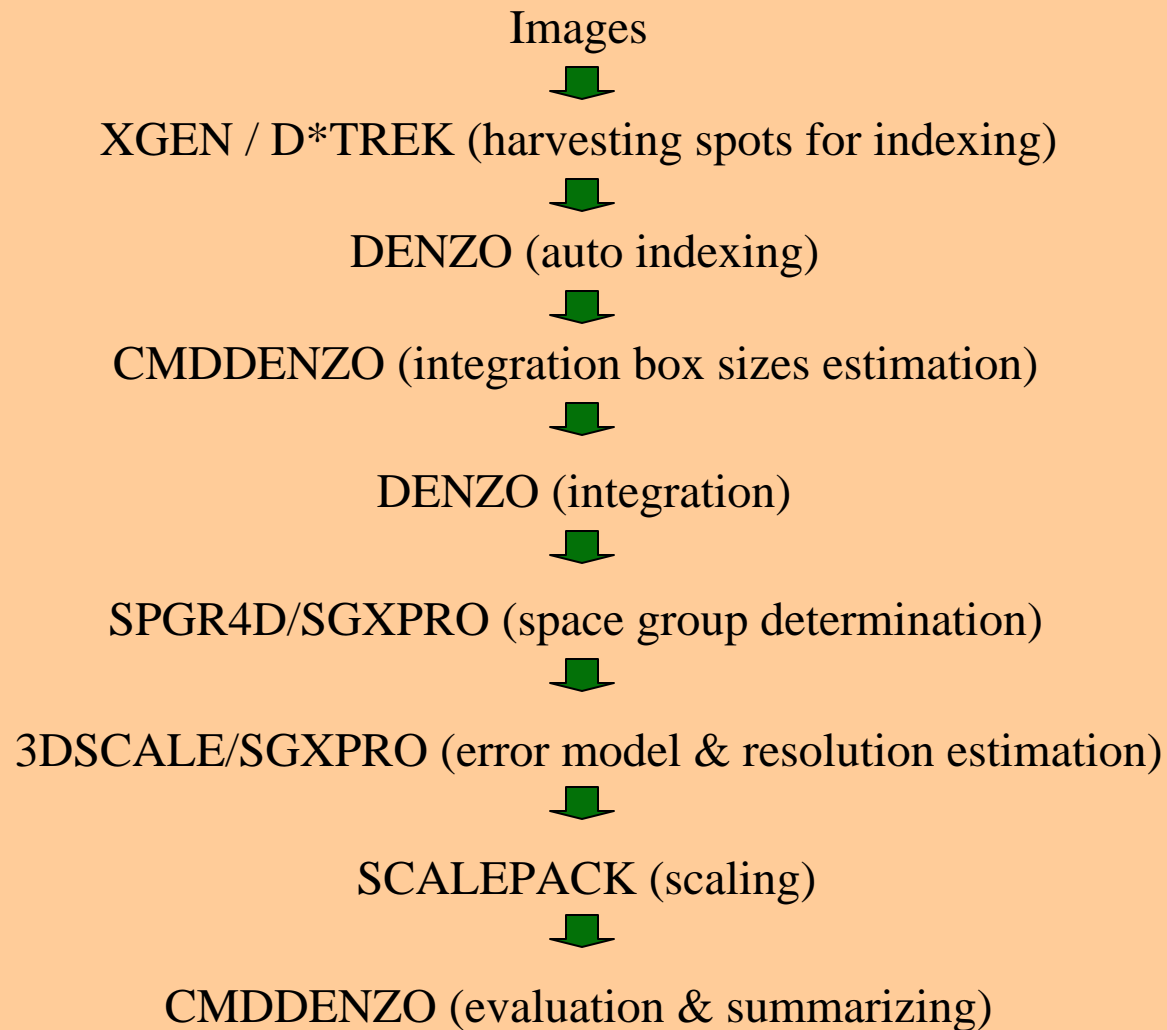 Images
XGEN / D*TREK (harvesting spots for indexing)
DENZO (auto indexing)
CMDDENZO (integration box sizes estimation)
DENZO (integration)
SPGR4D/SGXPRO (space group determination)
3DSCALE/SGXPRO (error model & resolution estimation)
SCALEPACK (scaling)
CMDDENZO (evaluation & summarizing)